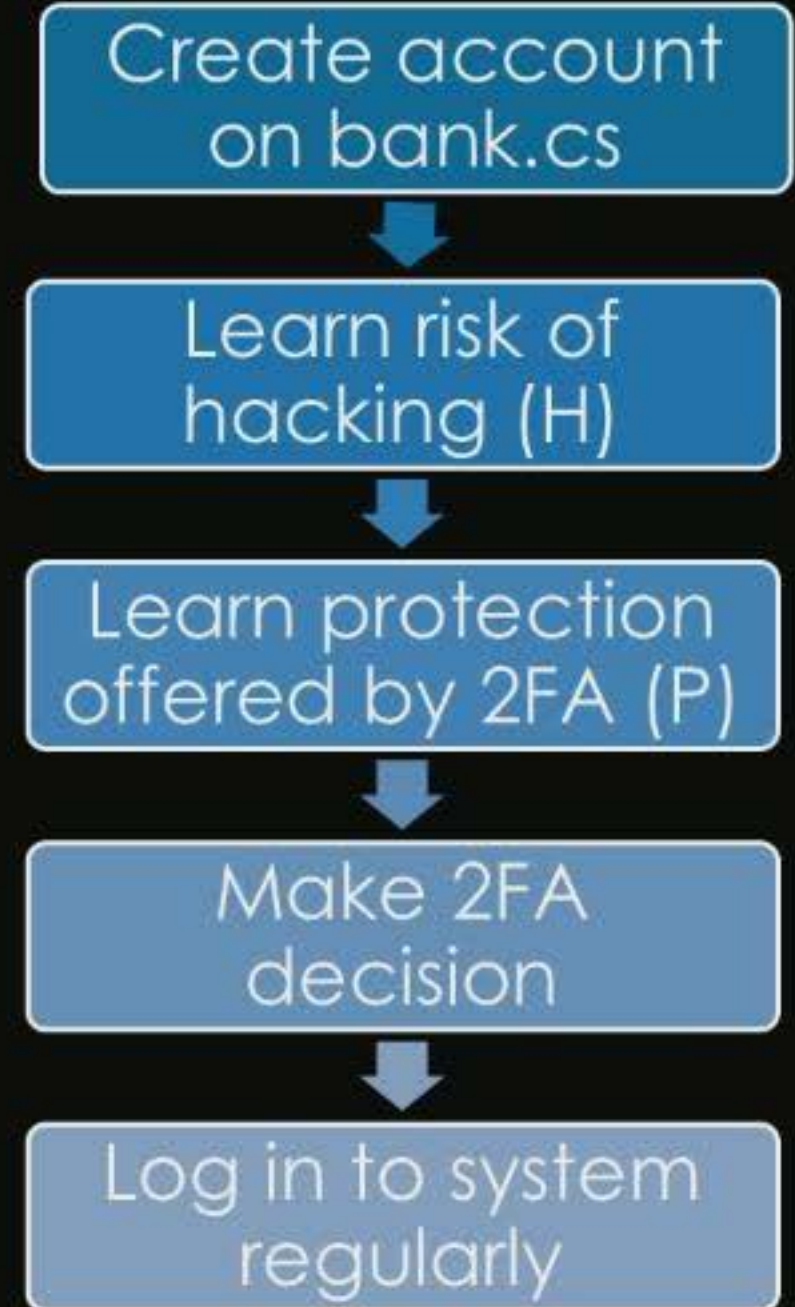 Create account
on bank.cs
Learn risk of
hacking (H)
Learn protection
offered by 2FA (P)
Make 2FA
decision
Log in to system
regularly